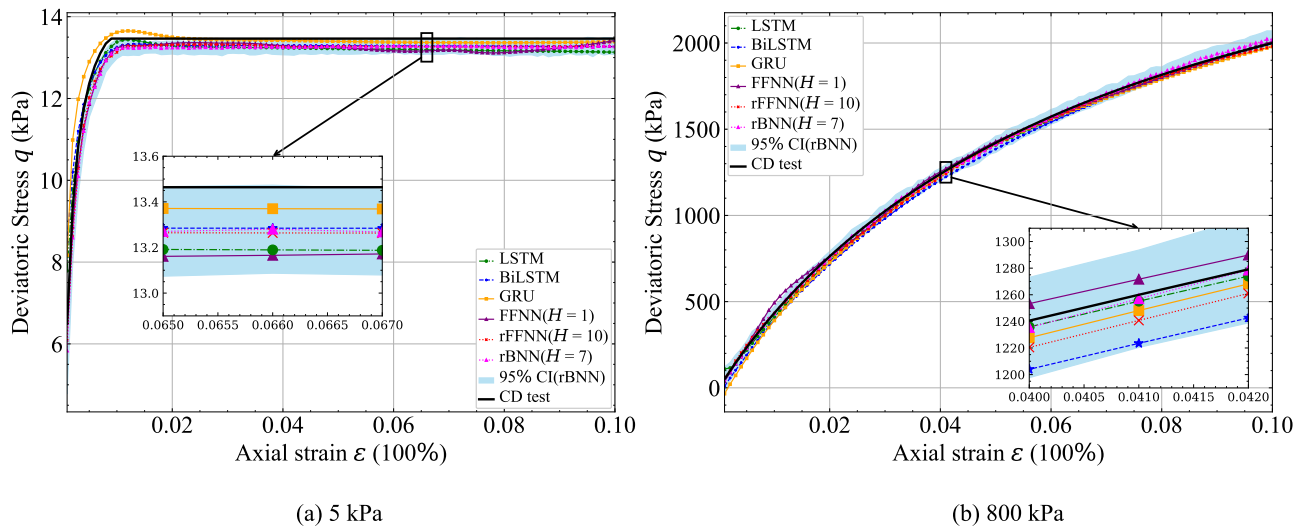 14
12
10
8
6
Deviatoric Stress q (kPa)
13.6
13.4
13.2
13.0
0.0650
0.0655
0.0660
0.0665
0.0670
LSTM
BiLSTM
GRU
FFNN(H = 1)
rFFNN(H = 10)
rBNN(H = 7)
95% CI(rBNN)
CD test
0.02
0.04
0.06
0.08
0.10
Axial strain ε (100%)
(a) 5 kPa
2000
1500
1000
500
0
Deviatoric Stress q (kPa)
LSTM
BiLSTM
GRU
FFNN(H = 1)
rFFNN(H = 10)
rBNN(H = 7)
95% CI(rBNN)
CD test
1300
1280
1260
1240
1220
1200
0.0400
0.0405
0.0410
0.0415
0.0420
0.02
0.04
0.06
0.08
0.10
Axial strain ε (100%)
(b) 800 kPa